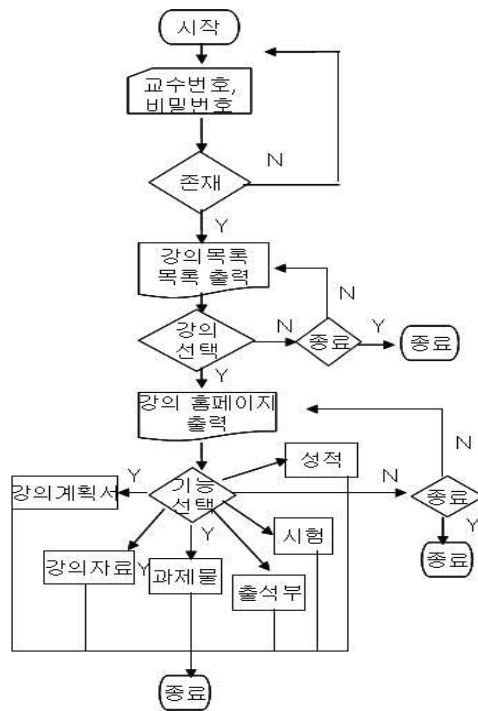 시작
교수번호,
비밀번호
N
존재
Y
강의목록
목록 출력
N
강의
선택
N
종료
Y
종료
Y
강의 홈페이지
출력
N
성적
Y
강의계획서
기능
선택
N
종료
Y
시험
Y
종료
강의자료
Y
과제물
출석부
종료